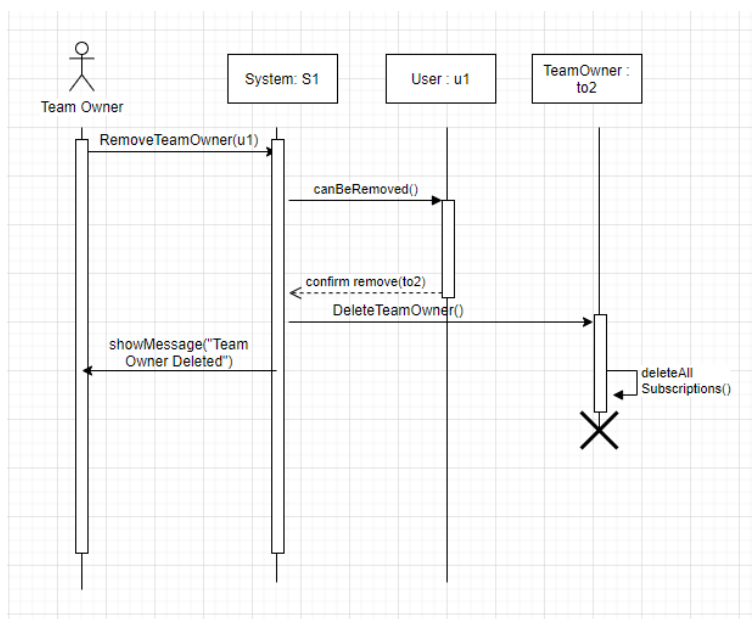 Team Owner
System: S1
User : u1
TeamOwner :
to2
RemoveTeamOwner(u1)
canBeRemoved()
confirm remove(to2)
DeleteTeamOwner()
showMessage("Team
Owner Deleted")
deleteAll
Subscriptions()